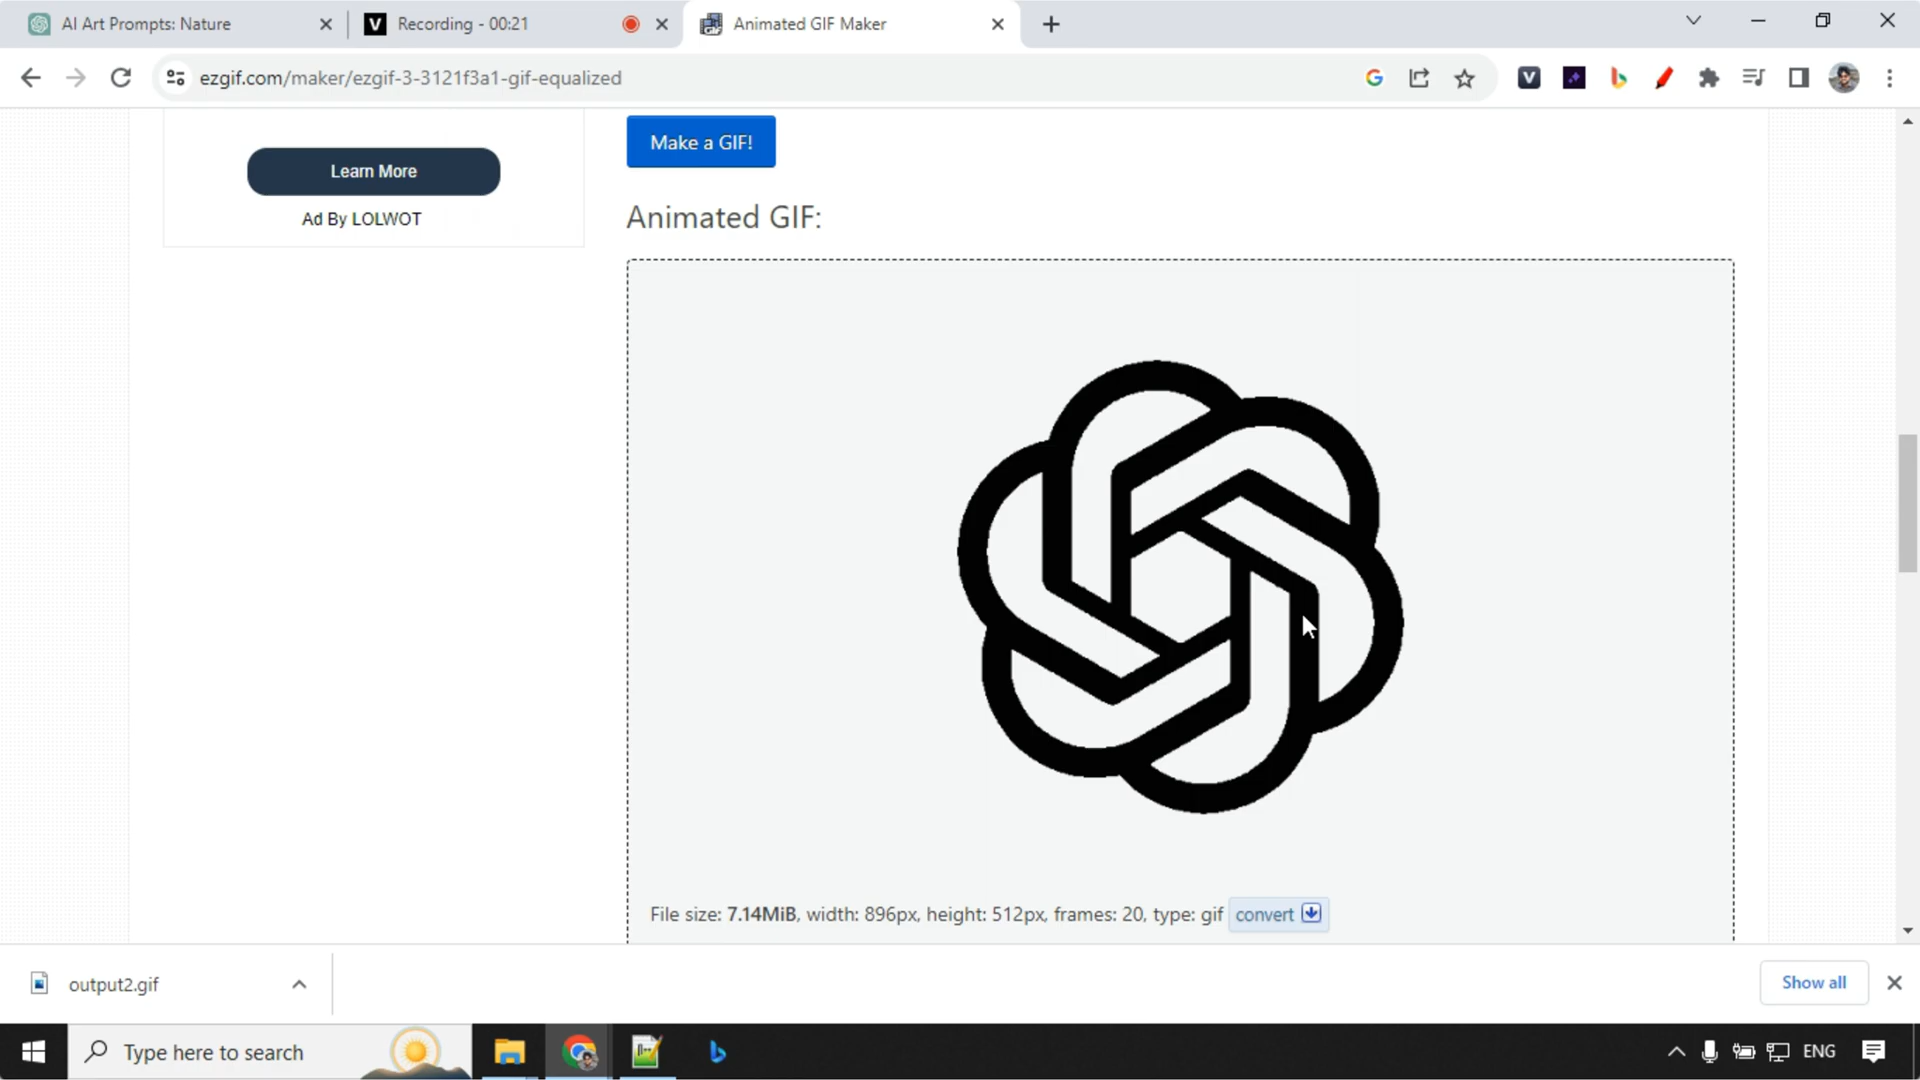 AI Art Prompts: Nature
Recording - 00:21
Animated GIF Maker
ezgif.com/maker/ezgif-3-3121f3a1-gif-equalized
Make a GIF!
Learn More
Ad By LOLWOT
Animated GIF:
File size: 7.14MiB, width: 896px, height: 512px, frames: 20, type: gif convert
output2.gif
Show all
Type here to search
ENG